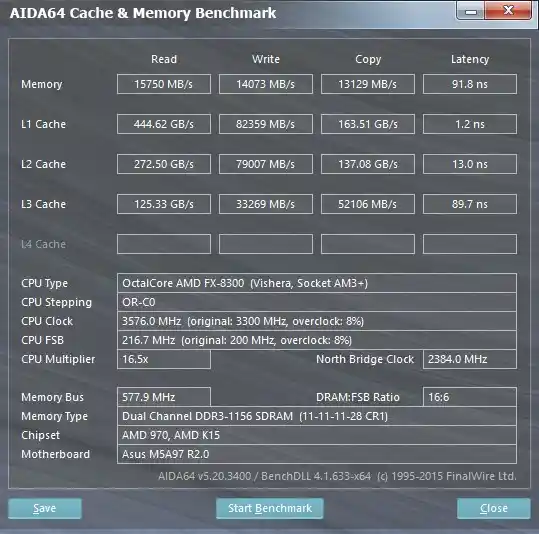 AIDA64 Cache & Memory Benchmark
Read Write Copy Latency
Memory 15750 MB/s 14073 MB/s 13129 MB/s 91.8 ns
L1 Cache 444.62 GB/s 82359 MB/s 163.51 GB/s 1.2 ns
L2 Cache 272.50 GB/s 79007 MB/s 137.08 GB/s 13.0 ns
L3 Cache 125.33 GB/s 33269 MB/s 52106 MB/s 89.7 ns
L4 Cache
CPU Type OctalCore AMD FX-8300 (Vishera, Socket AM3+)
CPU Stepping OR-C0
CPU Clock 3576.0 MHz (original: 3300 MHz, overclock: 8%)
CPU FSB 216.7 MHz (original: 200 MHz, overclock: 8%)
CPU Multiplier 16.5x North Bridge Clock 2384.0 MHz
Memory Bus 577.9 MHz DRAM:FSB Ratio 16:6
Memory Type Dual Channel DDR3-1156 SDRAM (11-11-11-28 CR1)
Chipset AMD 970, AMD K15
Motherboard Asus M5A97 R2.0
AIDA64 v5.20.3400 / BenchDLL 4.1.633-x64 (c) 1995-2015 FinalWire Ltd.
Save Start Benchmark Close